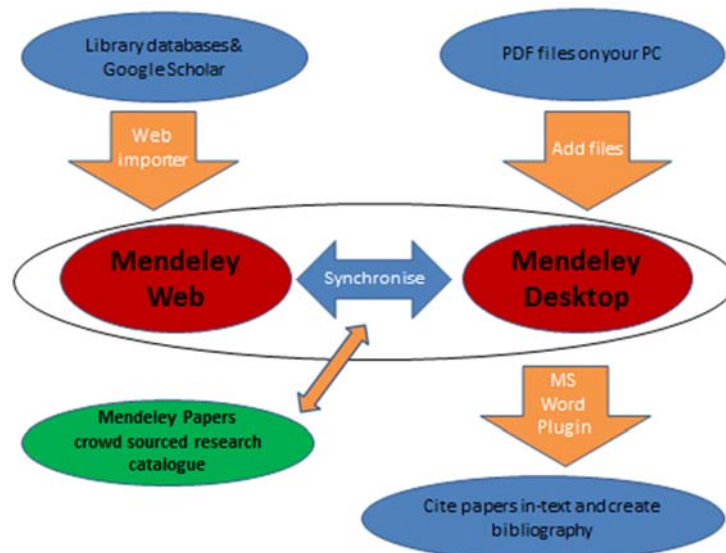 Library databases&
Google Scholar
PDF files on your PC
Web
importer
Add files
Mendeley
Web
Synchronise
Mendeley
Desktop
Mendeley Papers
crowd sourced research
catalogue
MS
Word
Plugin
Cite papers in-text and create
bibliography